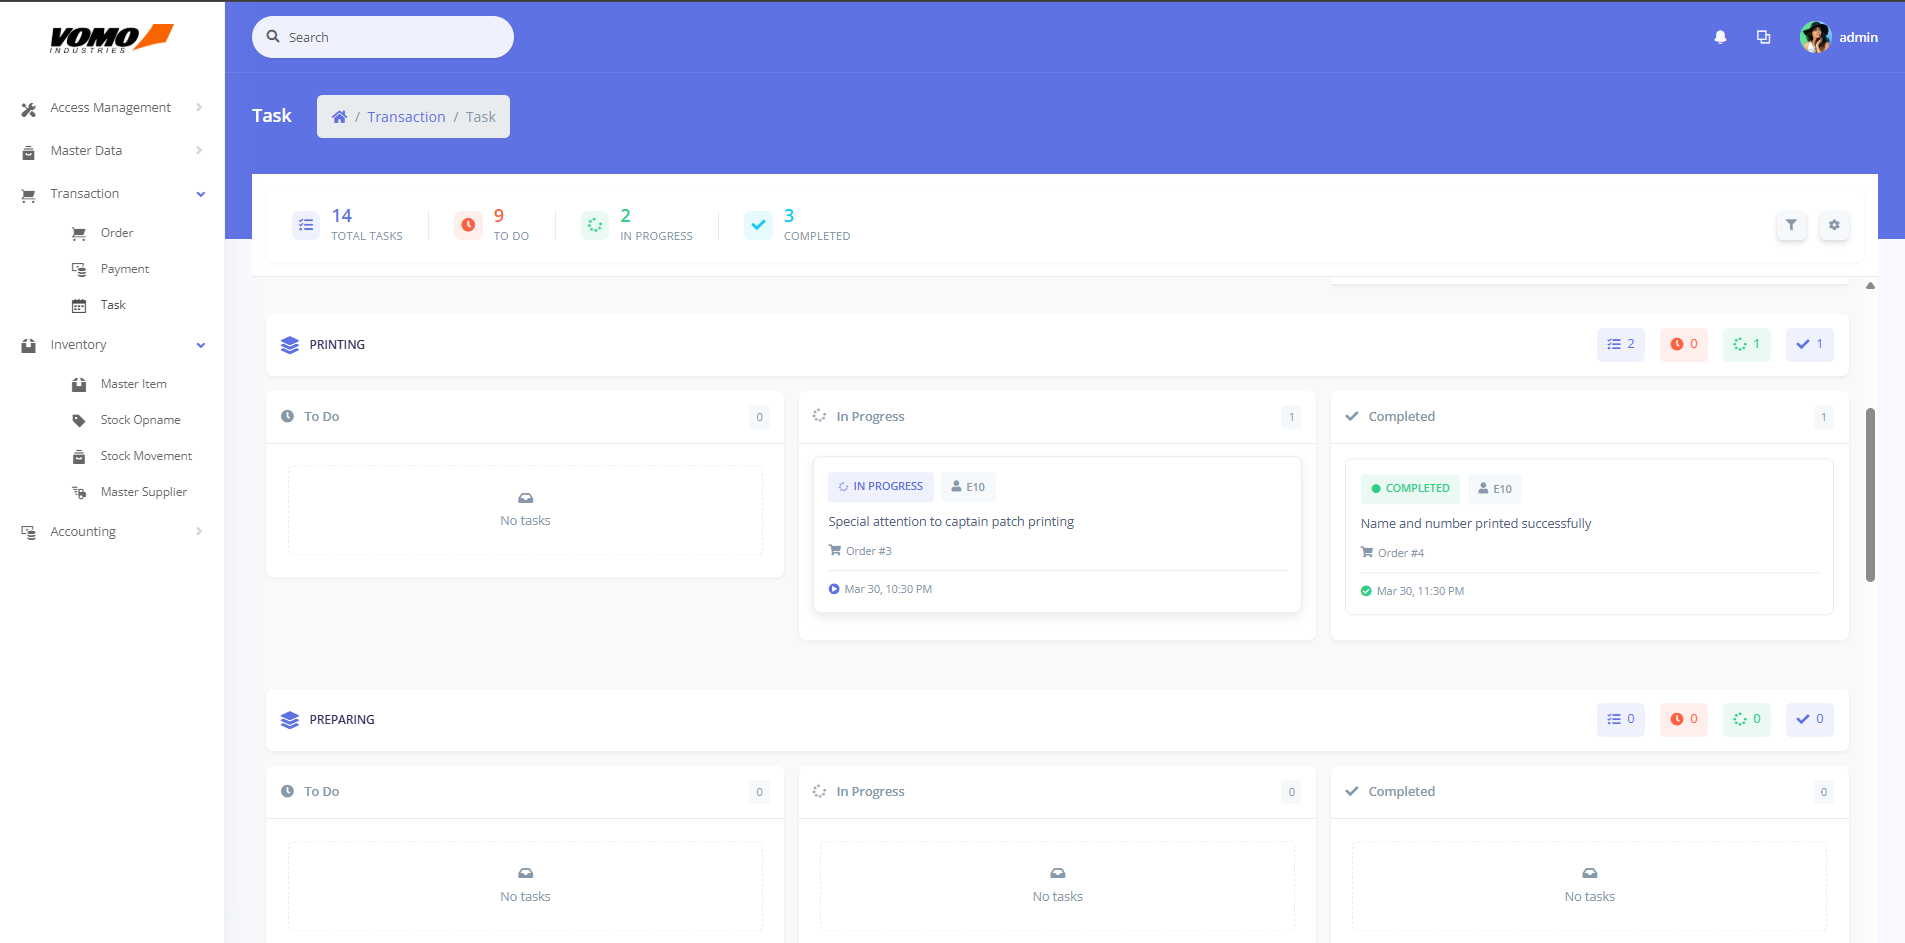 VOMO
INDUSTRIES
Search
admin
Task
/ Transaction / Task
Access Management
Master Data
Transaction
Order
Payment
Task
Inventory
Master Item
Stock Opname
Stock Movement
Master Supplier
Accounting
14
TOTAL TASKS
9
TO DO
2
IN PROGRESS
3
COMPLETED
PRINTING
2
0
1
1
To Do
0
No tasks
In Progress
1
IN PROGRESS
E10
Special attention to captain patch printing
Order #3
Mar 30, 10:30 PM
Completed
1
COMPLETED
E10
Name and number printed successfully
Order #4
Mar 30, 11:30 PM
PREPARING
0
0
0
0
To Do
0
No tasks
In Progress
0
No tasks
Completed
0
No tasks